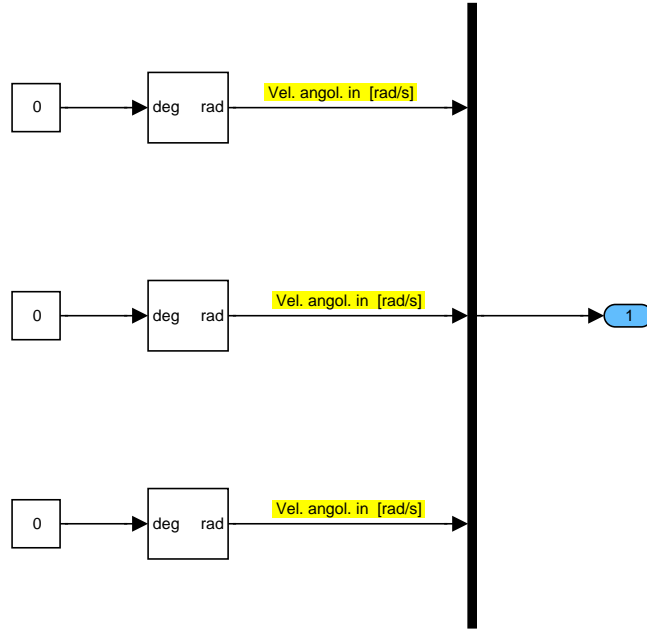 Vel. angol. in [rad/s]
0
deg rad
Vel. angol. in [rad/s]
0
deg rad
1
Vel. angol. in [rad/s]
0
deg rad